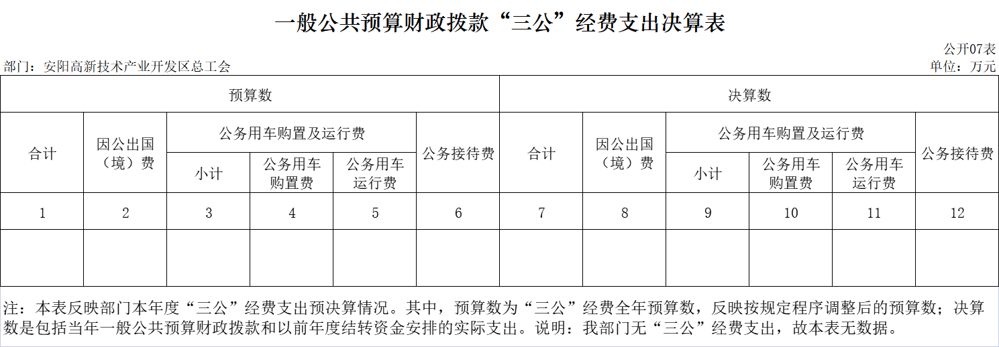 一般公共预算财政拨款“三公”经费支出决算表
公开07表
部门：安阳高新技术产业开发区总工会 单位：万元
预算数 决算数
合计 因公出国（境）费 公务用车购置及运行费 公务接待费 合计 因公出国（境）费 公务用车购置及运行费 公务接待费
小计 公务用车购置费 公务用车运行费 小计 公务用车购置费 公务用车运行费
1 2 3 4 5 6 7 8 9 10 11 12
注：本表反映部门本年度“三公”经费支出预决算情况。其中，预算数为“三公”经费全年预算数，反映按规定程序调整后的预算数；决算
数是包括当年一般公共预算财政拨款和以前年度结转资金安排的实际支出。说明：我部门无“三公”经费支出，故本表无数据。